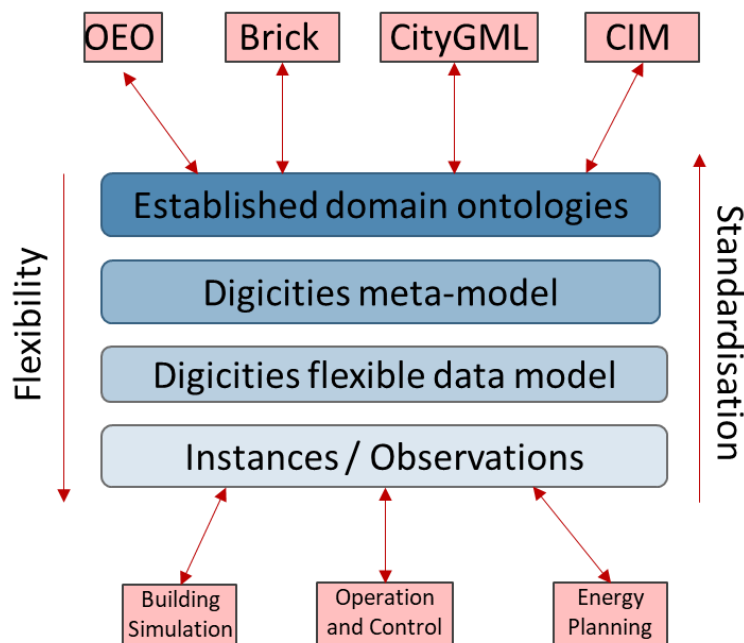 OEO
Brick
CityGML
CIM
Established domain ontologies
Flexibility
Digicities meta-model
Standardisation
Digicities flexible data model
Instances / Observations
Building
Simulation
Operation
and Control
Energy
Planning